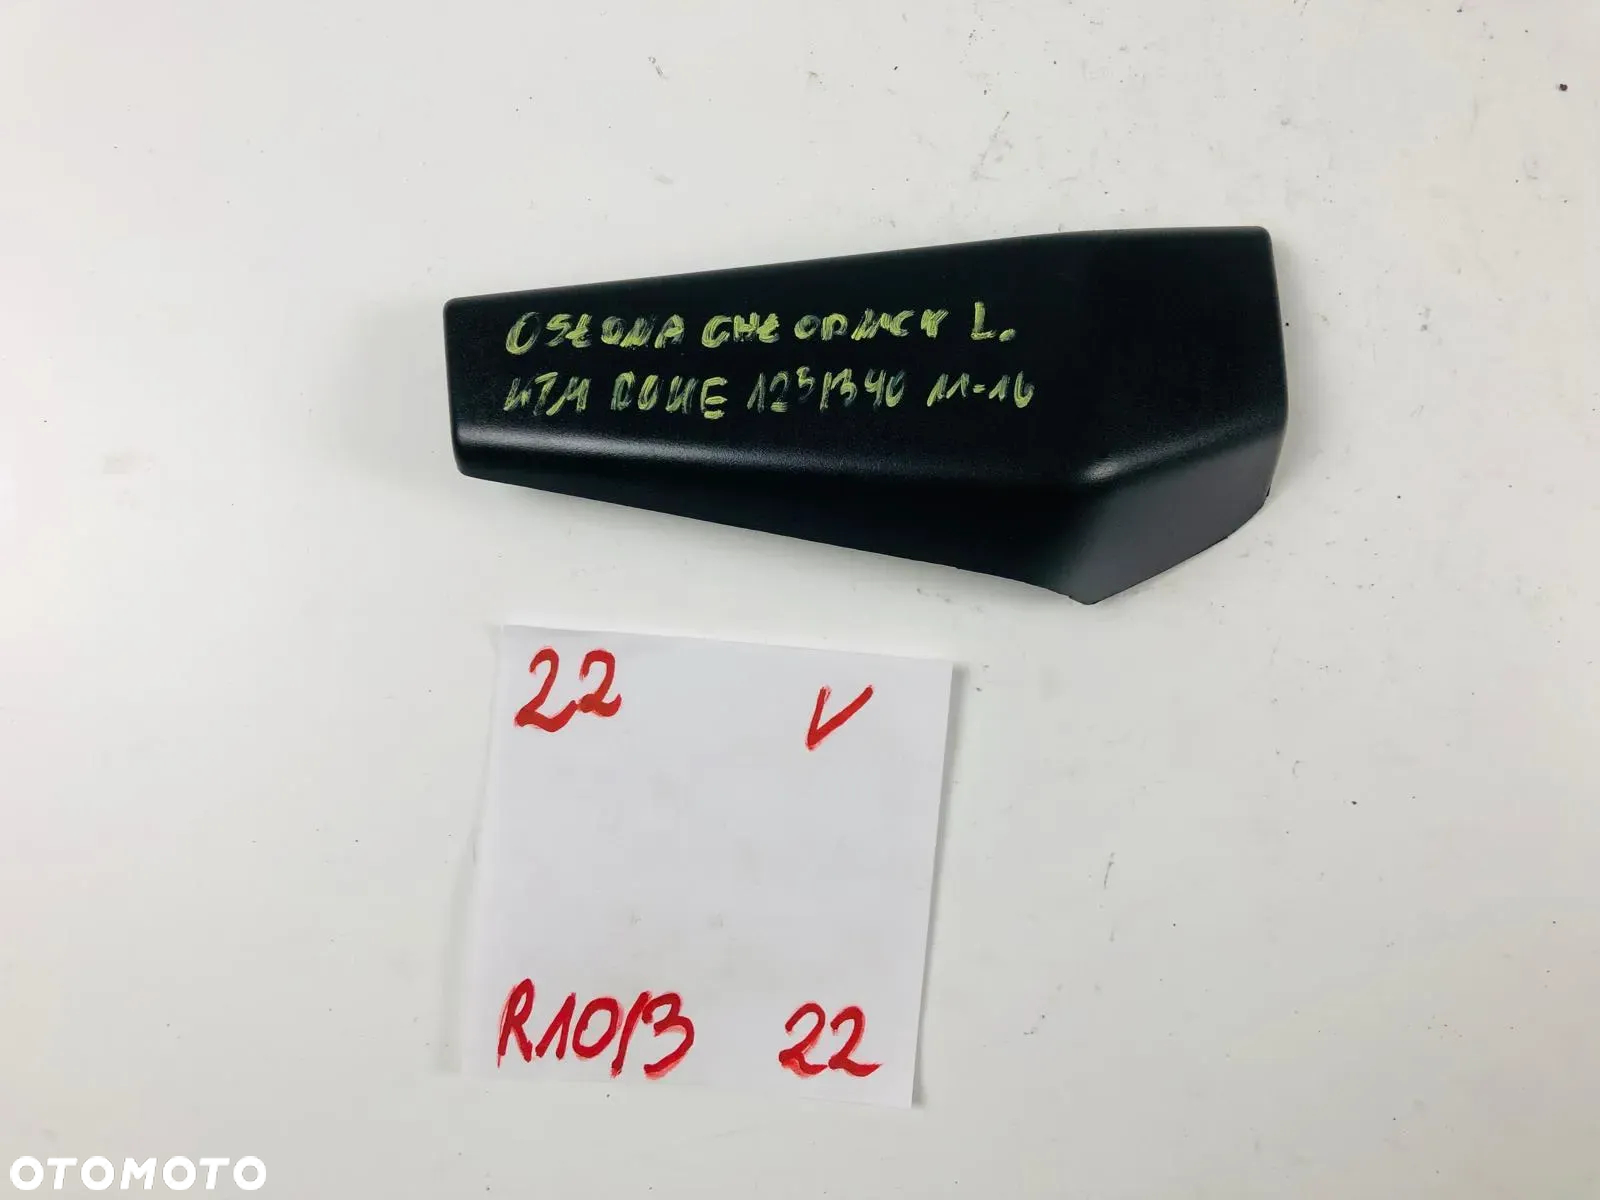 OSŁONA CHŁODNICY L.
KTM DUKE 125/390 11-16
22 V
R10/3 22
OTOMOTO